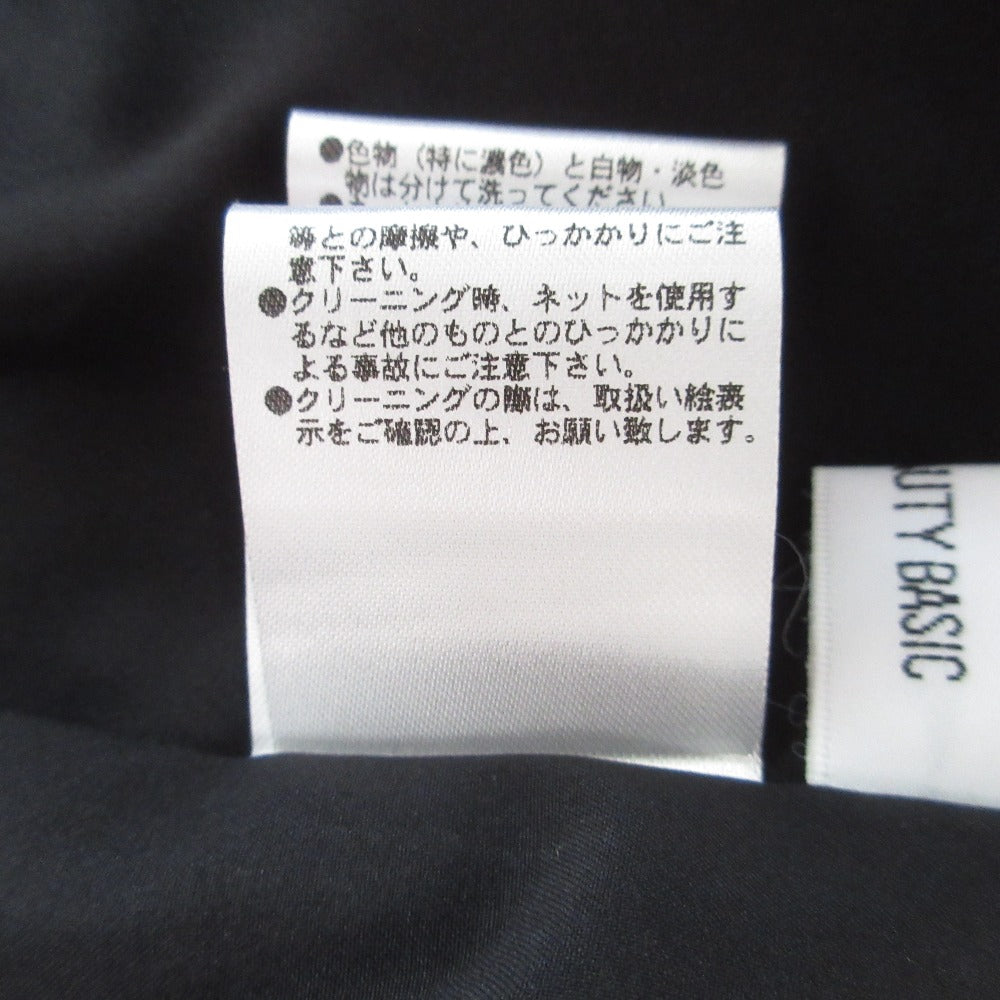 ●色物（特に濃色）と白物・淡色
物は分けて洗ってください
等との摩擦や、ひっかかりにご注
意下さい。
●クリーニング時、ネットを使用す
るなど他のものとのひっかかりに
よる事故にご注意下さい。
●クリーニングの際は、取扱い絵表
示をご確認の上、お願い致します。
UTY BASIC